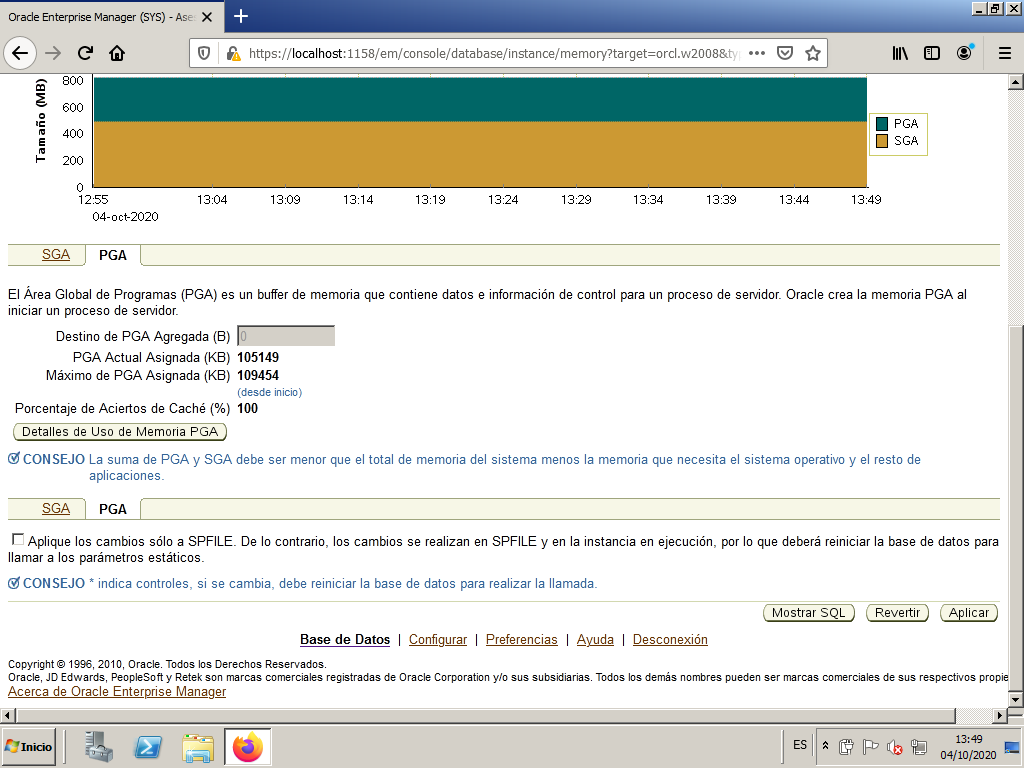 Oracle Enterprise Manager (SYS) - Ase
https://localhost:1158/em/console/database/instance/memory?target=orcl.w2008&ty
Tamaño (MB)
800
600
400
200
0
PGA
SGA
12:55 13:04 13:09 13:14 13:19 13:24 13:29 13:34 13:39 13:44 13:49
04-oct-2020
SGA PGA
El Área Global de Programas (PGA) es un buffer de memoria que contiene datos e información de control para un proceso de servidor. Oracle crea la memoria PGA al
iniciar un proceso de servidor.
Destino de PGA Agregada (B) 0
PGA Actual Asignada (KB) 105149
Máximo de PGA Asignada (KB) 109454
(desde inicio)
Porcentaje de Aciertos de Caché (%) 100
Detalles de Uso de Memoria PGA
CONSEJO La suma de PGA y SGA debe ser menor que el total de memoria del sistema menos la memoria que necesita el sistema operativo y el resto de
aplicaciones.
SGA PGA
Aplique los cambios sólo a SPFILE. De lo contrario, los cambios se realizan en SPFILE y en la instancia en ejecución, por lo que deberá reiniciar la base de datos para
llamar a los parámetros estáticos.
CONSEJO * indica controles, si se cambia, debe reiniciar la base de datos para realizar la llamada.
Mostrar SQL Revertir Aplicar
Base de Datos | Configurar | Preferencias | Ayuda | Desconexión
Copyright © 1996, 2010, Oracle. Todos los Derechos Reservados.
Oracle, JD Edwards, PeopleSoft y Retek son marcas comerciales registradas de Oracle Corporation y/o sus subsidiarias. Todos los demás nombres pueden ser marcas comerciales de sus respectivos propie
Acerca de Oracle Enterprise Manager
Inicio
ES
13:49
04/10/2020